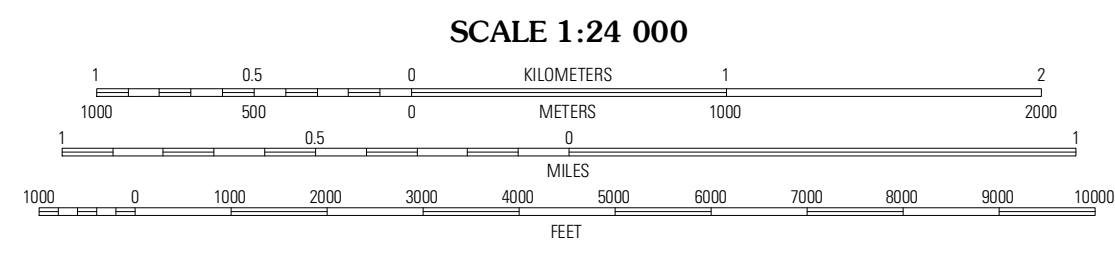 SCALE 1:24 000
1 0.5 0 KILOMETERS 1 2
1000 500 0 METERS 1000 2000
1 0.5 0 1
MILES
1000 0 1000 2000 3000 4000 5000 6000 7000 8000 9000 10000
FEET